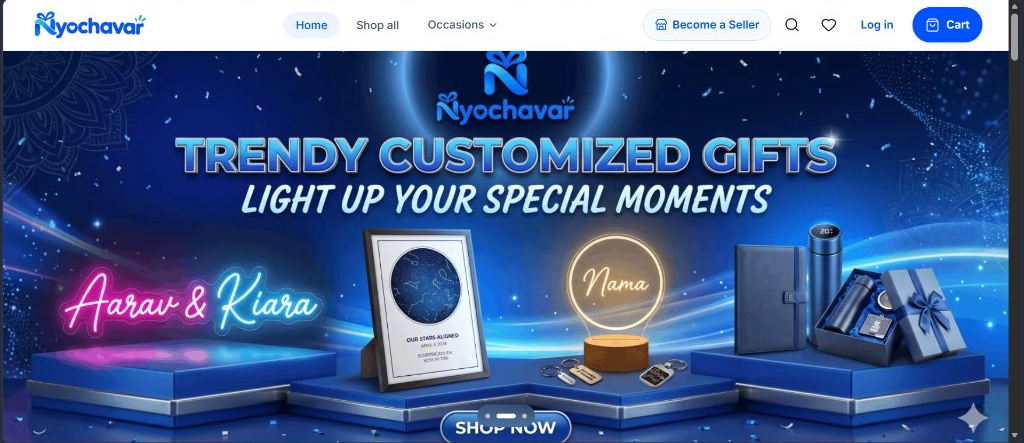 Nyochavar
Home
Shop all
Occasions
Become a Seller
Log in
Cart
Nyochavar
TRENDY CUSTOMIZED GIFTS
LIGHT UP YOUR SPECIAL MOMENTS
Aarav & Kiara
OUR STARS ALIGNED
Nama
20°
SHOP NOW